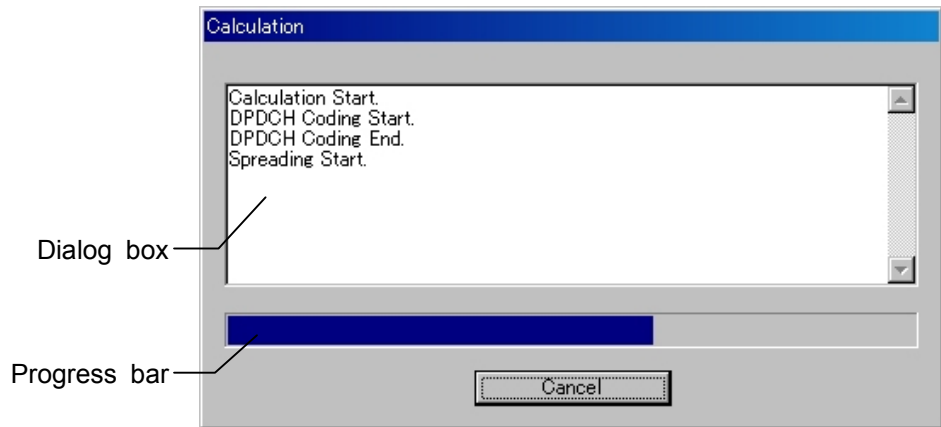 Calculation
Calculation Start.
DPDCH Coding Start.
DPDCH Coding End.
Spreading Start.
Dialog box
Progress bar
Cancel